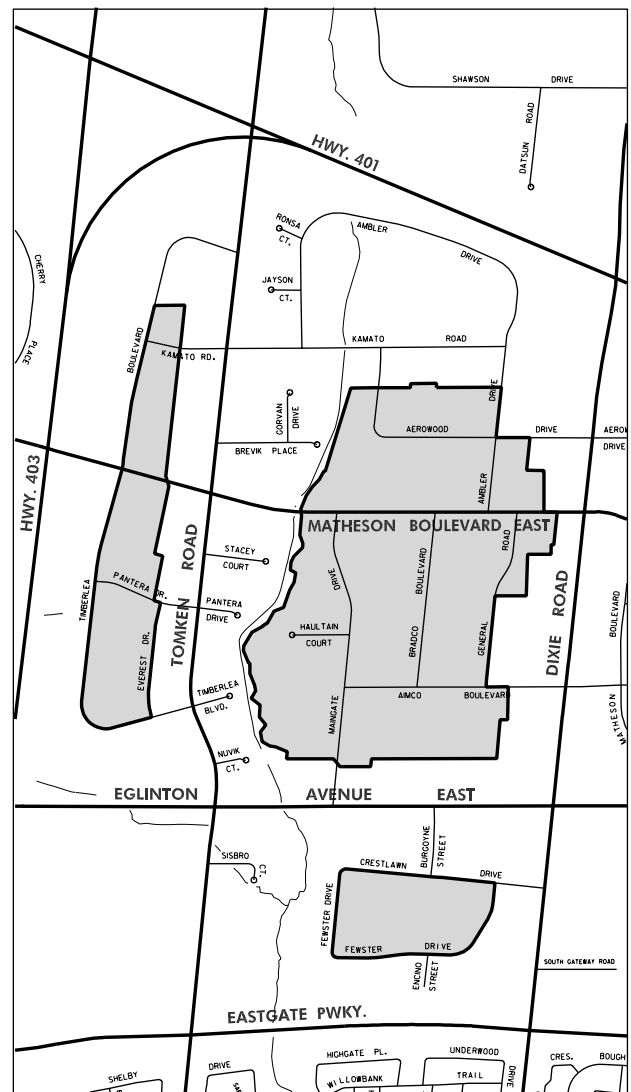 SHAWSON DRIVE
DATSUN ROAD
HWY. 401
RONSA CT.
AMBLER DRIVE
CHERRY PLACE
JAYSON CT.
BOULEVARD
KAMATO RD.
KAMATO ROAD
GORVAN DRIVE
DRIVE
AEROWOOD DRIVE
DRIVE
BREVIK PLACE
HWY. 403
AMBLER
MATHESON BOULEVARD EAST
TOMKEN ROAD
STACEY COURT
ROAD
BOULEVARD
DRIVE
TIMBERLEA
PANTERA DR.
PANTERA DRIVE
DIXIE ROAD
BOULEVARD
HAULTAIN COURT
BRADCO
GENERAL
EVEREST DR.
TIMBERLEA BLVD.
MAINGATE
AIMCO BOULEVARD
MATHESON
NUVIK CT.
EGLINTON AVENUE EAST
BURGOYNE STREET
SISBRO CT.
CRESTLAWN DRIVE
FEWSTER DRIVE
FEWSTER DRIVE
ENCINO STREET
SOUTH GATEWAY ROAD
EASTGATE PWKY.
HIGHGATE PL.
UNDERWOOD
CRES.
BOUGH
SHELBY
DRIVE
WILLOWBANK
TRAIL
DRIVE